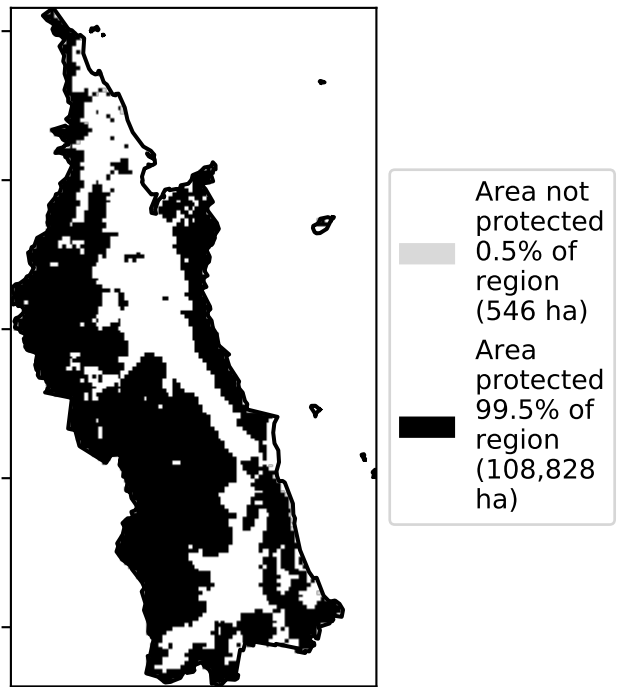 Area not
protected
0.5% of
region
(546 ha)
Area
protected
99.5% of
region
(108,828
ha)